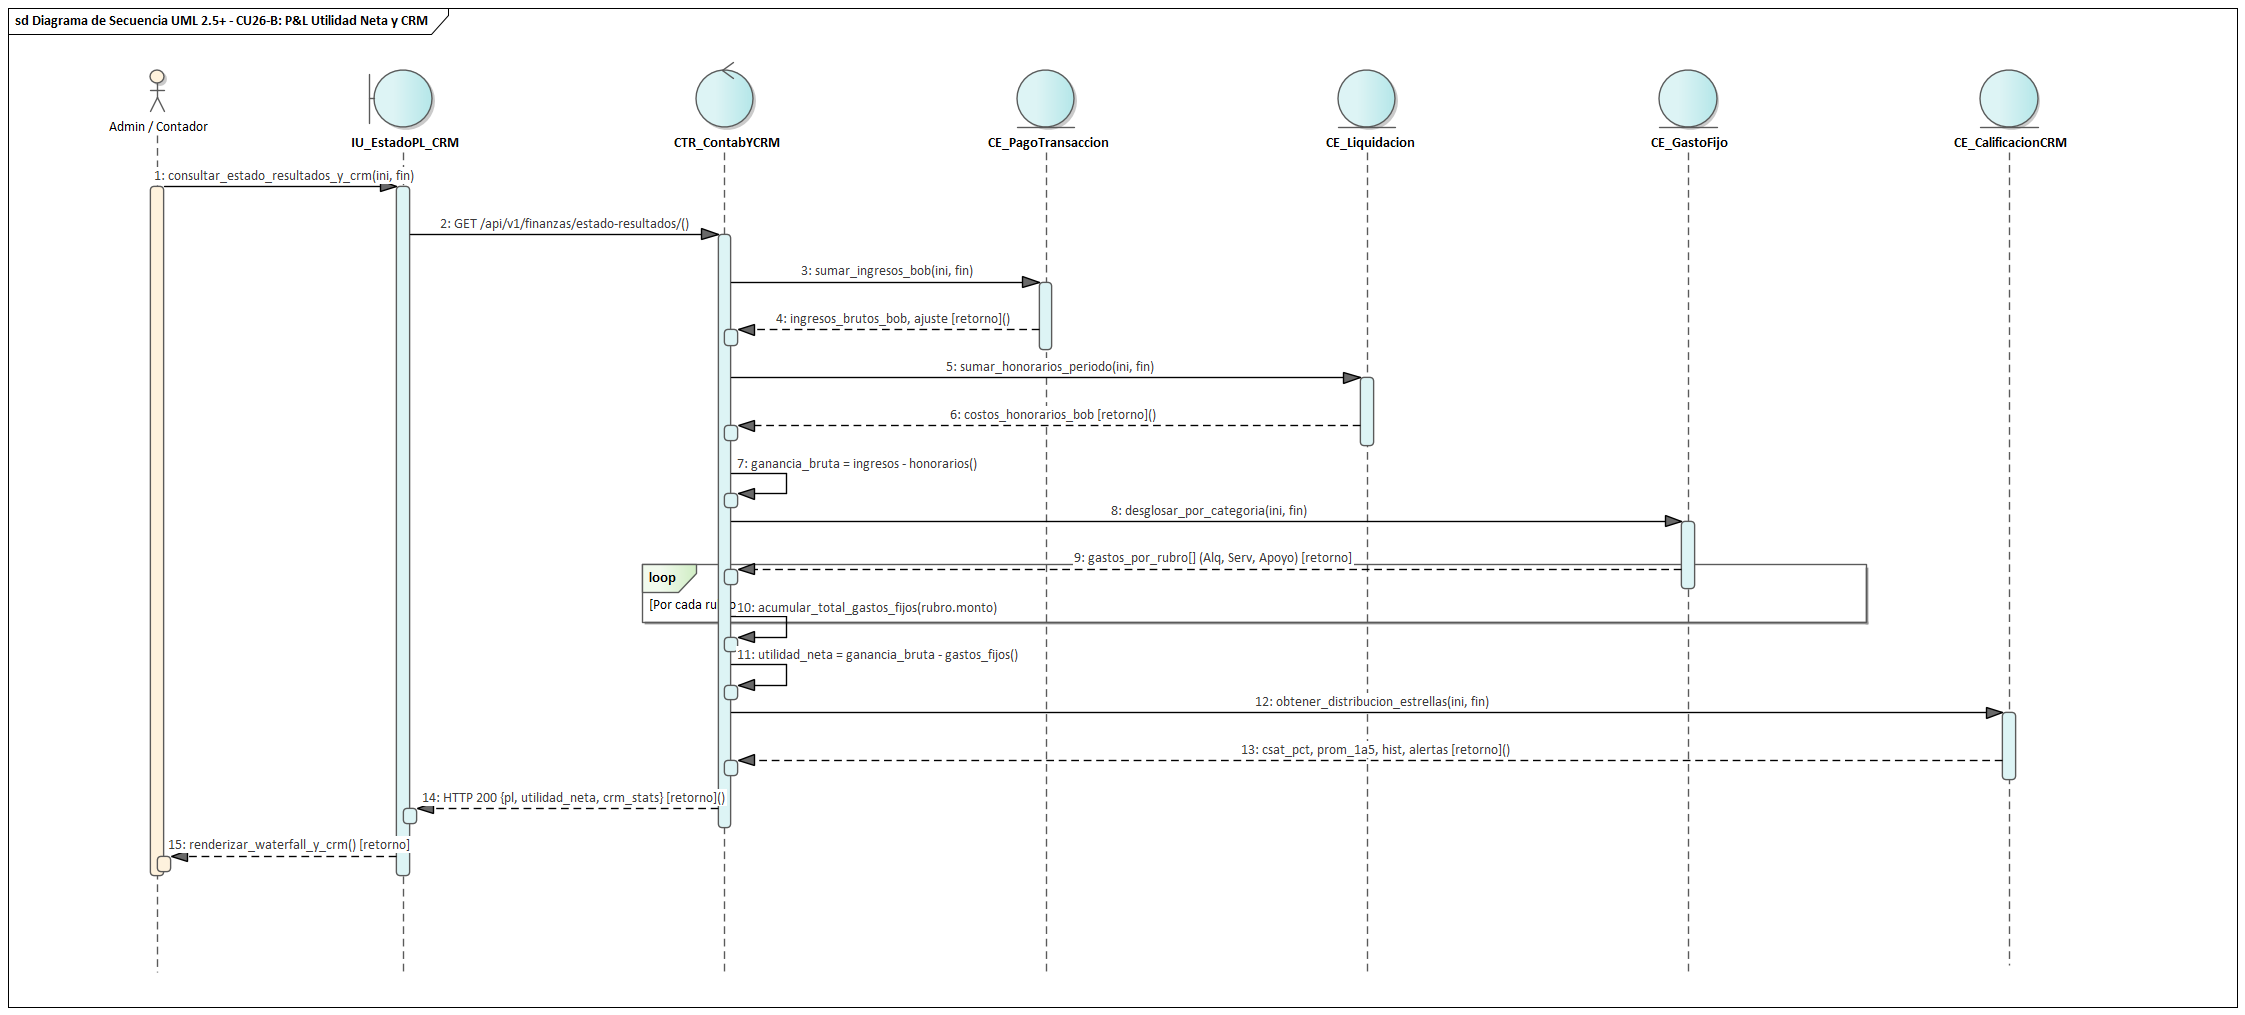 sd Diagrama de Secuencia UML 2.5+ - CU26-B: P&L Utilidad Neta y CRM
Admin / Contador
IU_EstadoPL_CRM
CTR_ContabYCRM
CE_PagoTransaccion
CE_Liquidacion
CE_GastoFijo
CE_CalificacionCRM
1: consultar_estado_resultados_y_crm(ini, fin)
2: GET /api/v1/finanzas/estado-resultados/()
3: sumar_ingresos_bob(ini, fin)
4: ingresos_brutos_bob, ajuste [retorno]()
5: sumar_honorarios_periodo(ini, fin)
6: costos_honorarios_bob [retorno]()
7: ganancia_bruta = ingresos - honorarios()
8: desglosar_por_categoria(ini, fin)
9: gastos_por_rubro[] (Alq, Serv, Apoyo) [retorno]
loop
[Por cada
10: acumular_total_gastos_fijos(rubro.monto)
11: utilidad_neta = ganancia_bruta - gastos_fijos()
12: obtener_distribucion_estrellas(ini, fin)
13: csat_pct, prom_1a5, hist, alertas [retorno]()
14: HTTP 200 {pl, utilidad_neta, crm_stats} [retorno]()
15: renderizar_waterfall_y_crm() [retorno]